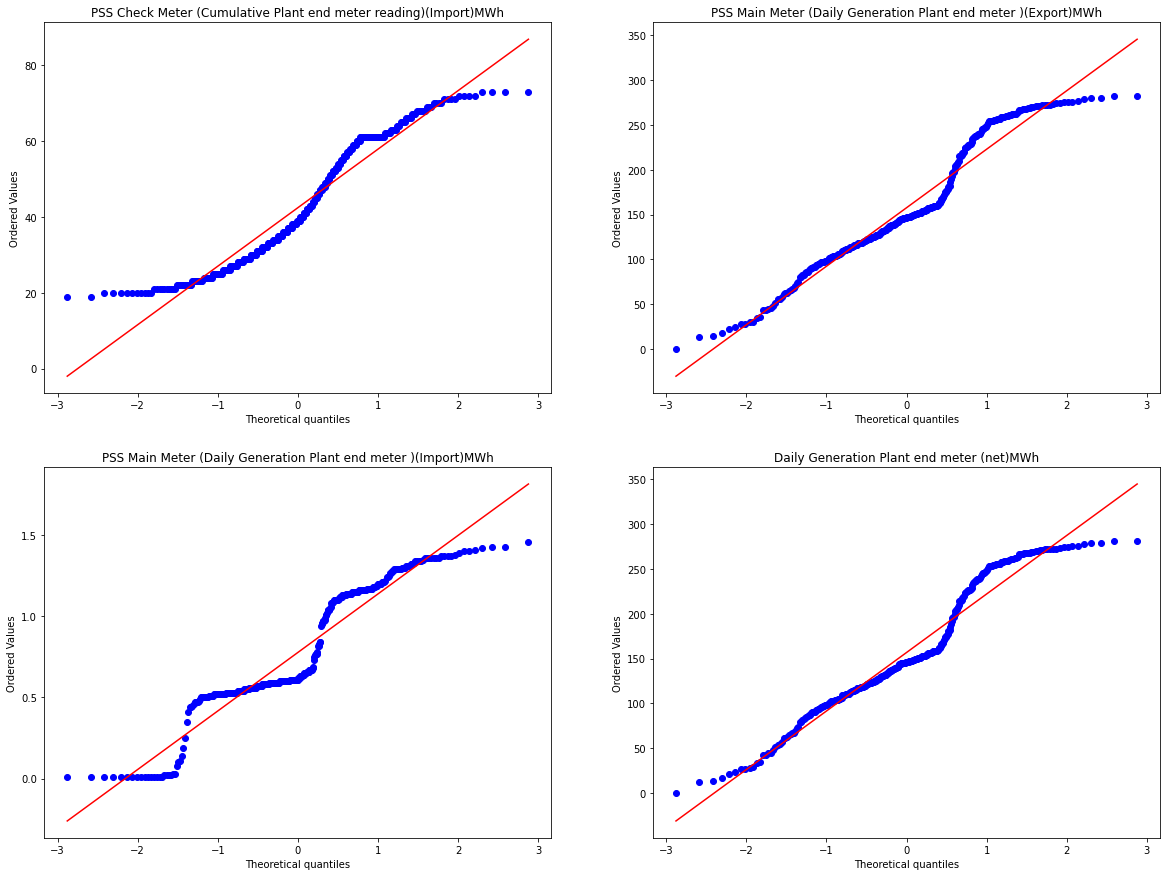 PSS Check Meter (Cumulative Plant end meter reading)(Import)MWh
80
60
40
20
0
Ordered Values
−3 −2 −1 0 1 2 3
Theoretical quantiles
PSS Main Meter (Daily Generation Plant end meter )(Export)MWh
350
300
250
200
150
100
50
0
Ordered Values
−3 −2 −1 0 1 2 3
Theoretical quantiles
PSS Main Meter (Daily Generation Plant end meter )(Import)MWh
1.5
1.0
0.5
0.0
Ordered Values
−3 −2 −1 0 1 2 3
Theoretical quantiles
Daily Generation Plant end meter (net)MWh
350
300
250
200
150
100
50
0
Ordered Values
−3 −2 −1 0 1 2 3
Theoretical quantiles